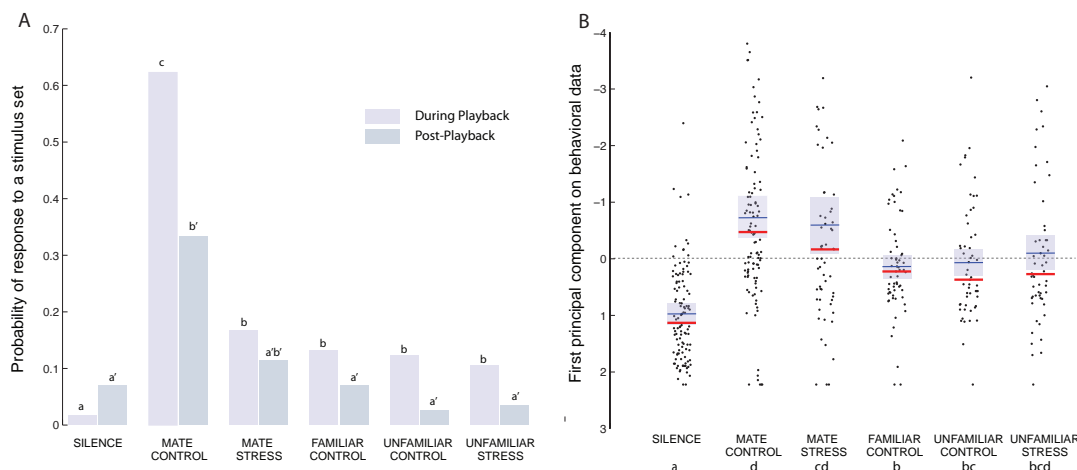 A
Probability of response to a stimulus set
0.7
0.6
0.5
0.4
0.3
0.2
0.1
0
a
a'
c
b'
b
a'b'
b
a'
b
a'
b
a'
During Playback
Post-Playback
SILENCE
MATE
CONTROL
MATE
STRESS
FAMILIAR
CONTROL
UNFAMILIAR
CONTROL
UNFAMILIAR
STRESS
B
First principal component on behavioral data
-4
-3
-2
-1
0
1
2
3
SILENCE
a
MATE
CONTROL
d
MATE
STRESS
cd
FAMILIAR
CONTROL
b
UNFAMILIAR
CONTROL
bc
UNFAMILIAR
STRESS
bcd